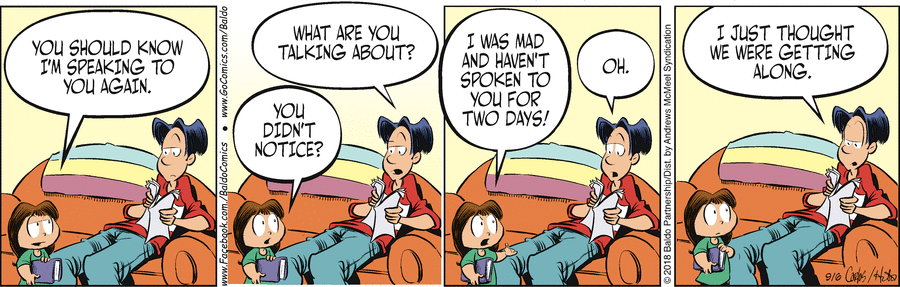 YOU SHOULD KNOW
I'M SPEAKING TO
YOU AGAIN.
www.Facebook.com/BaldoComics • www.GoComics.com/Baldo
WHAT ARE YOU
TALKING ABOUT?
YOU
DIDN'T
NOTICE?
I WAS MAD
AND HAVEN'T
SPOKEN TO
YOU FOR
TWO DAYS!
OH.
© 2018 Baldo Partnership/Dist. by Andrews McMeel Syndication
I JUST THOUGHT
WE WERE GETTING
ALONG.
9/6